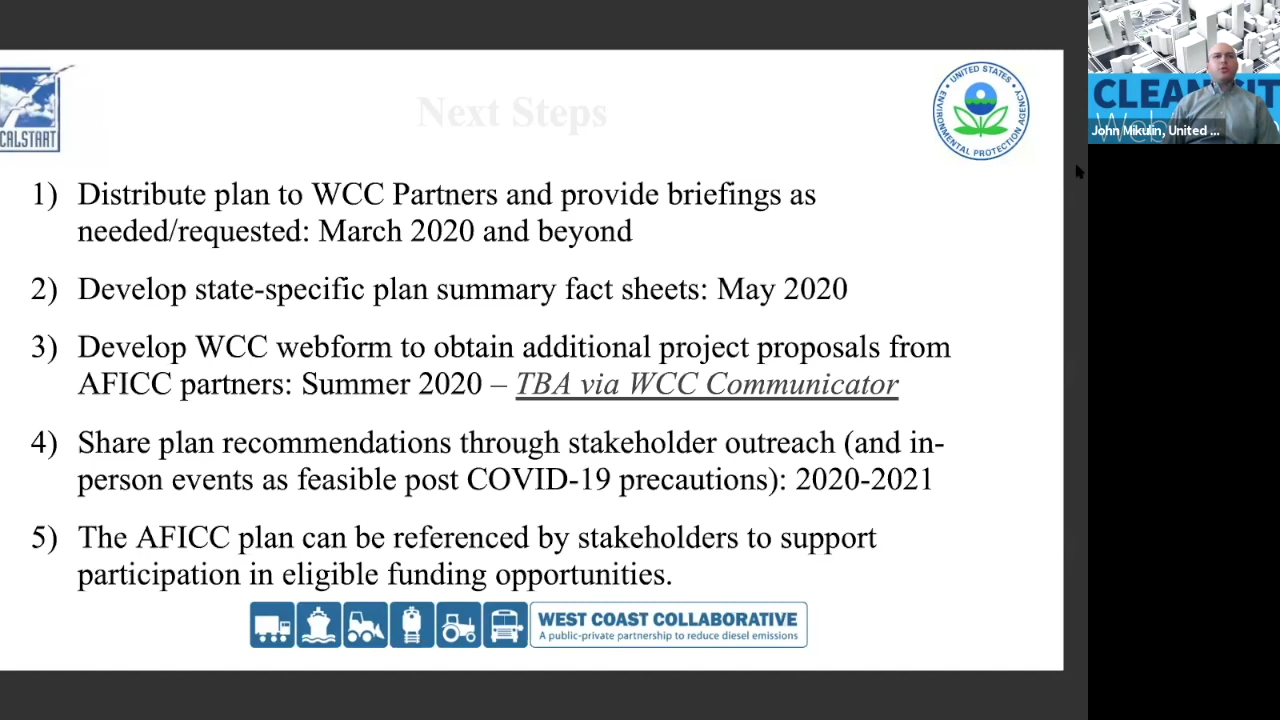 CALSTART
Next Steps
UNITED STATES
ENVIRONMENTAL PROTECTION AGENCY
1) Distribute plan to WCC Partners and provide briefings as
needed/requested: March 2020 and beyond
2) Develop state-specific plan summary fact sheets: May 2020
3) Develop WCC webform to obtain additional project proposals from
AFICC partners: Summer 2020 – TBA via WCC Communicator
4) Share plan recommendations through stakeholder outreach (and in-
person events as feasible post COVID-19 precautions): 2020-2021
5) The AFICC plan can be referenced by stakeholders to support
participation in eligible funding opportunities.
WEST COAST COLLABORATIVE
A public-private partnership to reduce diesel emissions
CLEAN
John Mikulin, United ...